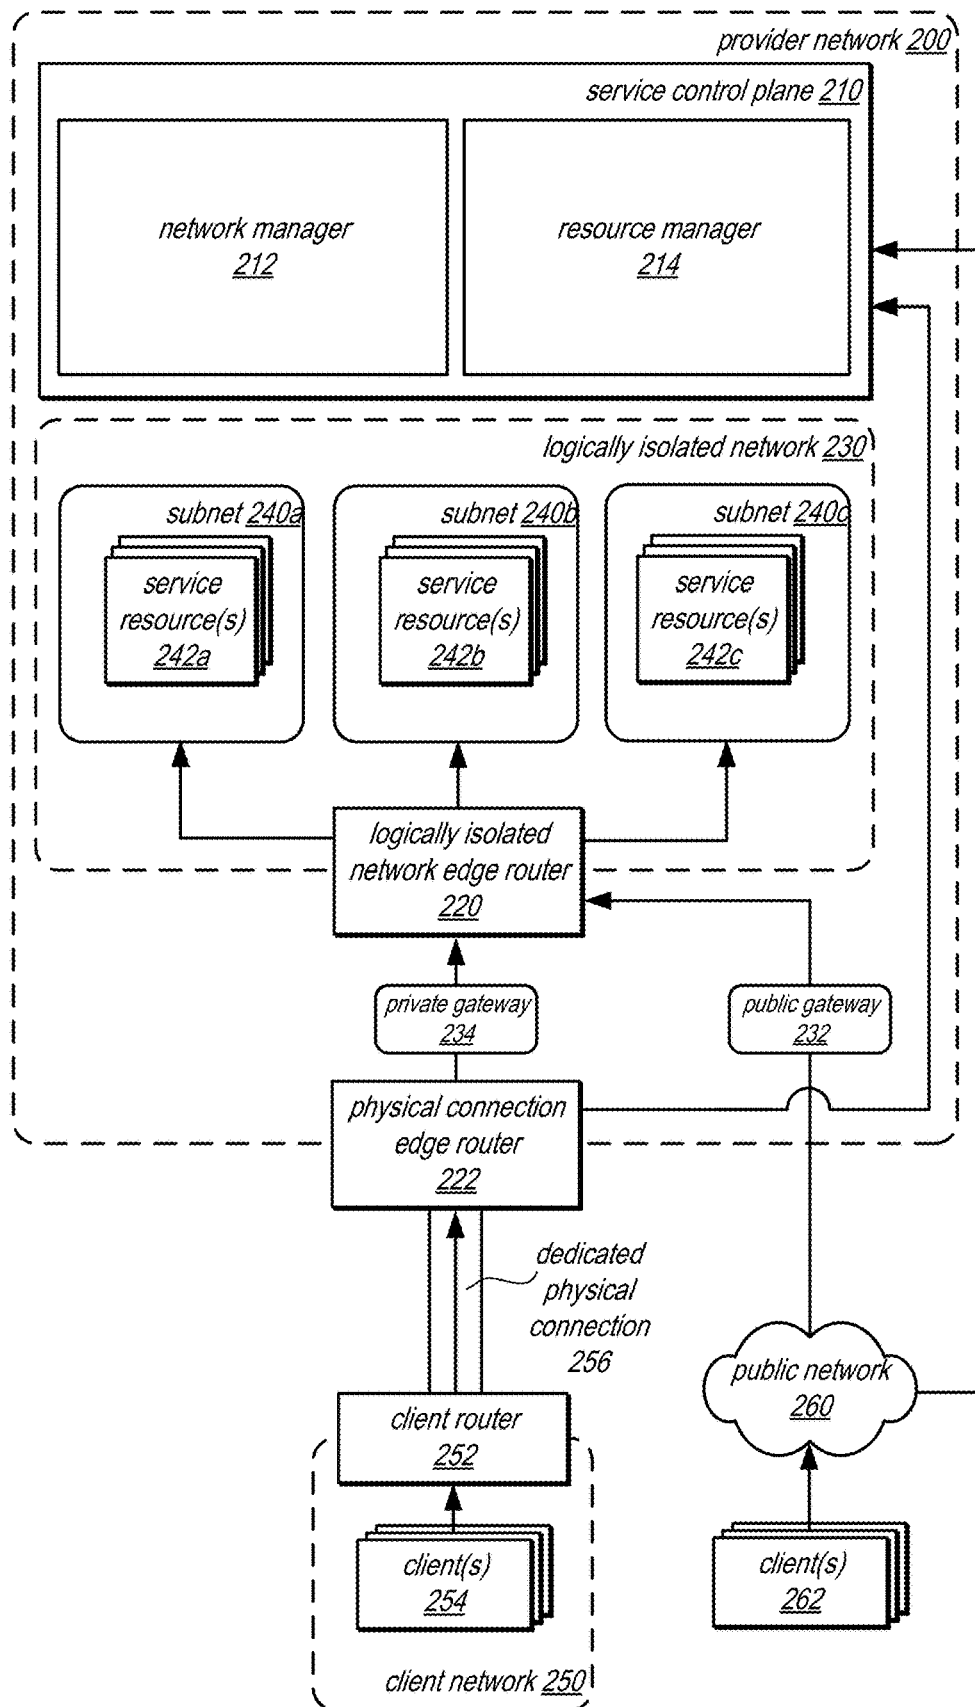 provider network 200
service control plane 210
network manager
212
resource manager
214
logically isolated network 230
subnet 240a
service
resource(s)
242a
subnet 240b
service
resource(s)
242b
subnet 240c
service
resource(s)
242c
logically isolated
network edge router
220
private gateway
234
public gateway
232
physical connection
edge router
222
dedicated
physical
connection
256
public network
260
client router
252
client(s)
254
client(s)
262
client network 250